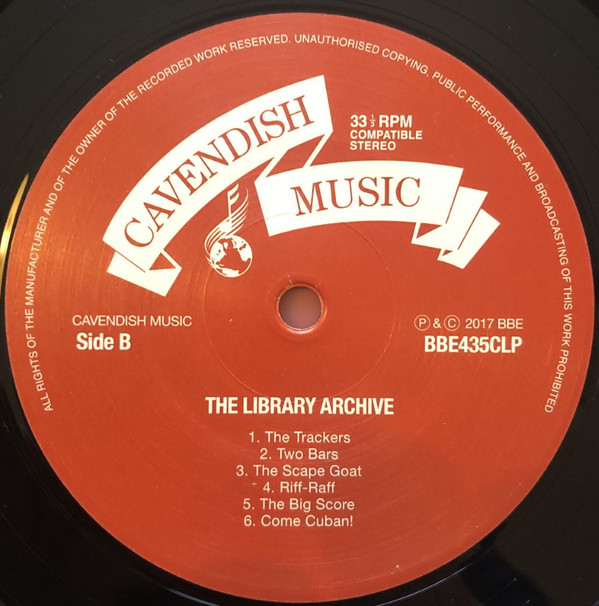 ALL RIGHTS OF THE MANUFACTURER AND OF THE OWNER OF THE RECORDED WORK RESERVED. UNAUTHORISED COPYING, PUBLIC PERFORMANCE AND BROADCASTING OF THIS WORK PROHIBITED
CAVENDISH
MUSIC
33 1/3 RPM
COMPATIBLE
STEREO
CAVENDISH MUSIC
Side B
Ⓟ & © 2017 BBE
BBE435CLP
THE LIBRARY ARCHIVE
1. The Trackers
2. Two Bars
3. The Scape Goat
4. Riff-Raff
5. The Big Score
6. Come Cuban!